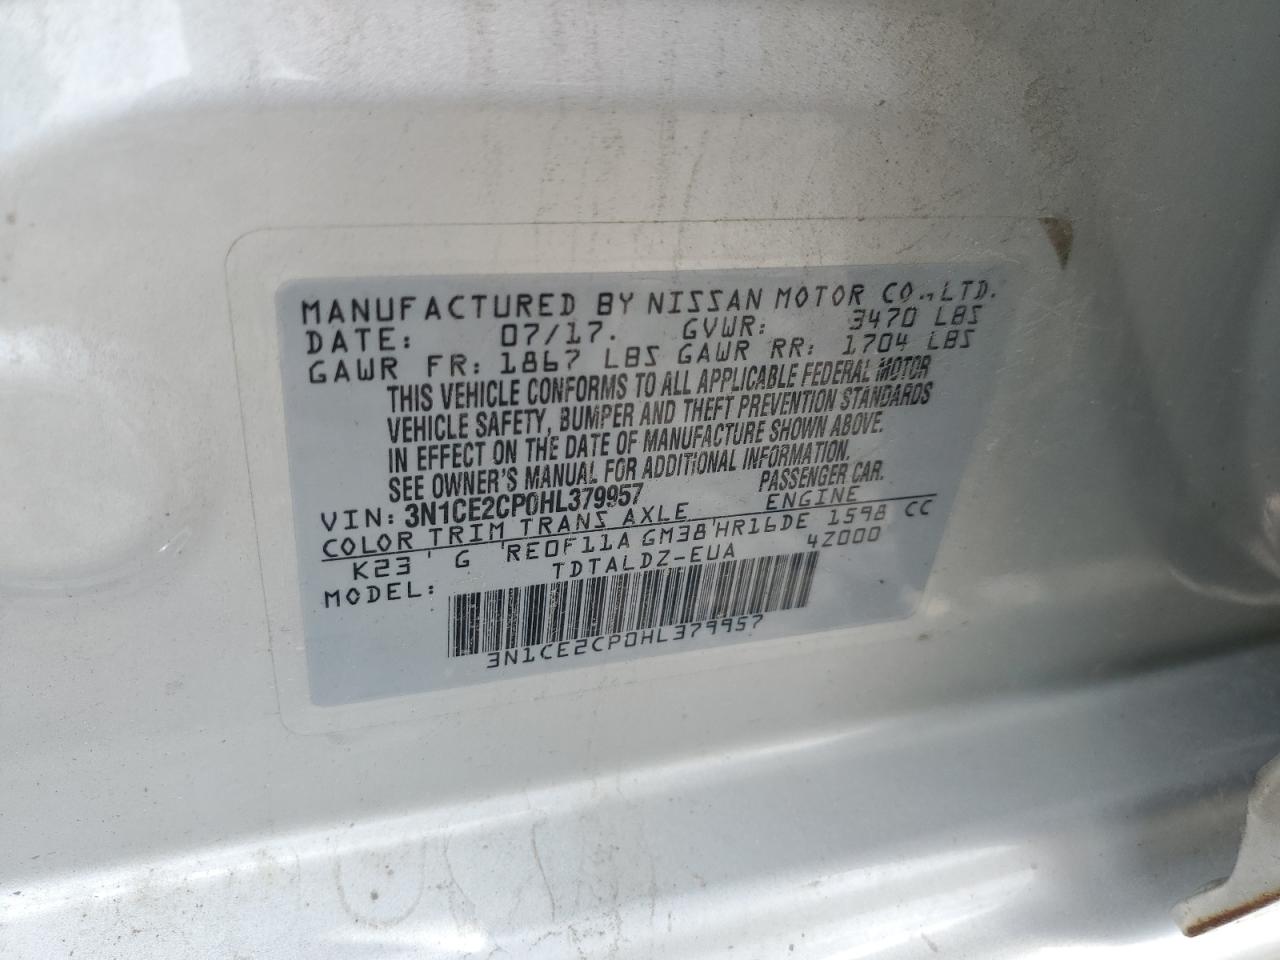 MANUFACTURED BY NISSAN MOTOR CO.,LTD.
DATE: 07/17. GVWR: 3470 LBS
GAWR FR: 1867 LBS GAWR RR: 1704 LBS
THIS VEHICLE CONFORMS TO ALL APPLICABLE FEDERAL MOTOR
VEHICLE SAFETY, BUMPER AND THEFT PREVENTION STANDARDS
IN EFFECT ON THE DATE OF MANUFACTURE SHOWN ABOVE.
SEE OWNER'S MANUAL FOR ADDITIONAL INFORMATION.
VIN: 3N1CE2CP0HL379957 PASSENGER CAR.
COLOR TRIM TRANS AXLE ENGINE
K23 G RE0F11A GM38 HR16DE 1598 CC
MODEL: TDTALDZ-EUA 4Z000
3N1CE2CP0HL379957